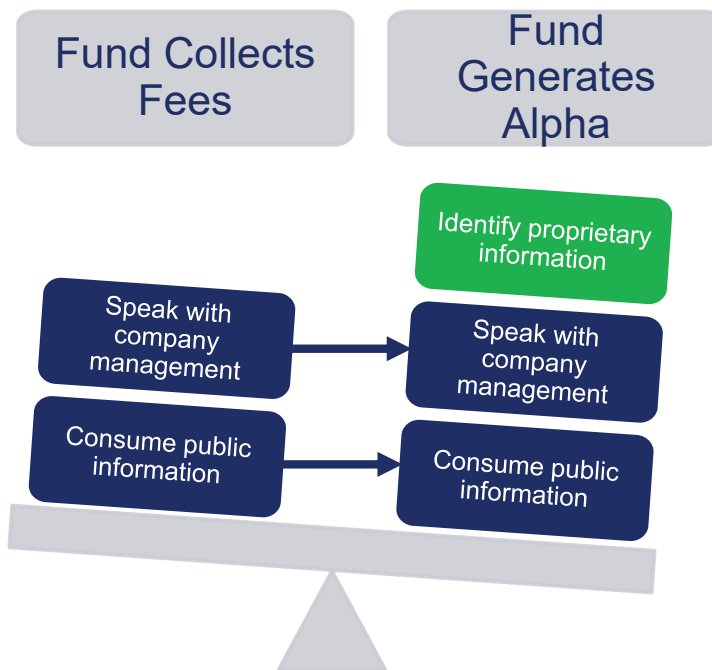 Fund Collects
Fees
Fund
Generates
Alpha
Identify proprietary
information
Speak with
company
management
Speak with
company
management
Consume public
information
Consume public
information